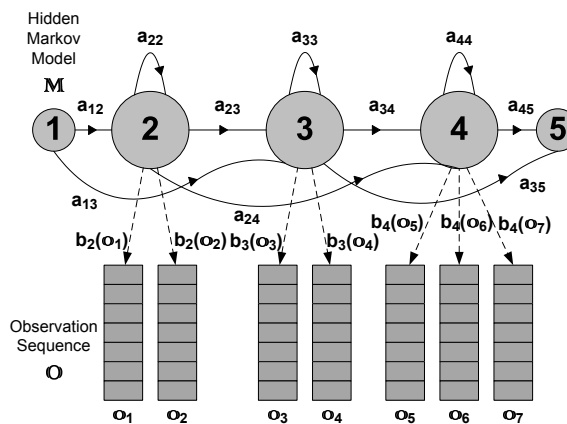 Hidden
Markov
Model
𝕄
a₂₂ a₃₃ a₄₄
a₁₂ a₂₃ a₃₄ a₄₅
1 2 3 4 5
a₁₃ a₂₄ a₃₅
b₂(𝕠₁) b₂(𝕠₂) b₃(𝕠₃) b₃(𝕠₄) b₄(𝕠₅) b₄(𝕠₆) b₄(𝕠₇)
Observation
Sequence
𝕆
𝕠₁ 𝕠₂ 𝕠₃ 𝕠₄ 𝕠₅ 𝕠₆ 𝕠₇